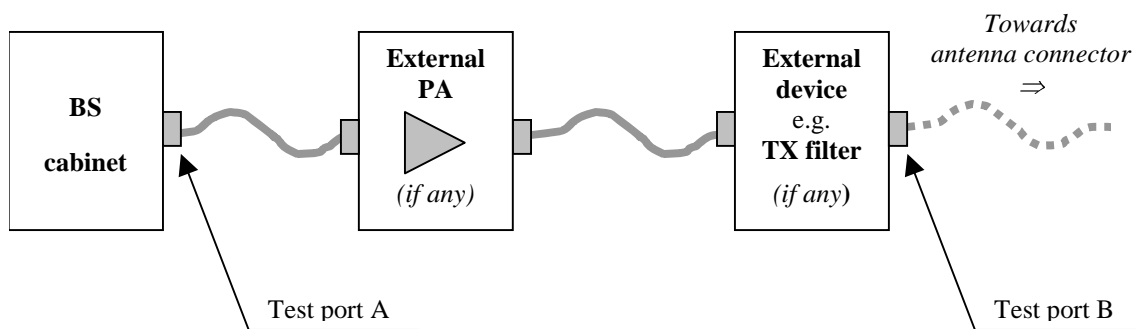 BS
cabinet
External
PA
(if any)
External
device
e.g.
TX filter
(if any)
Towards
antenna connector
⇒
Test port A
Test port B